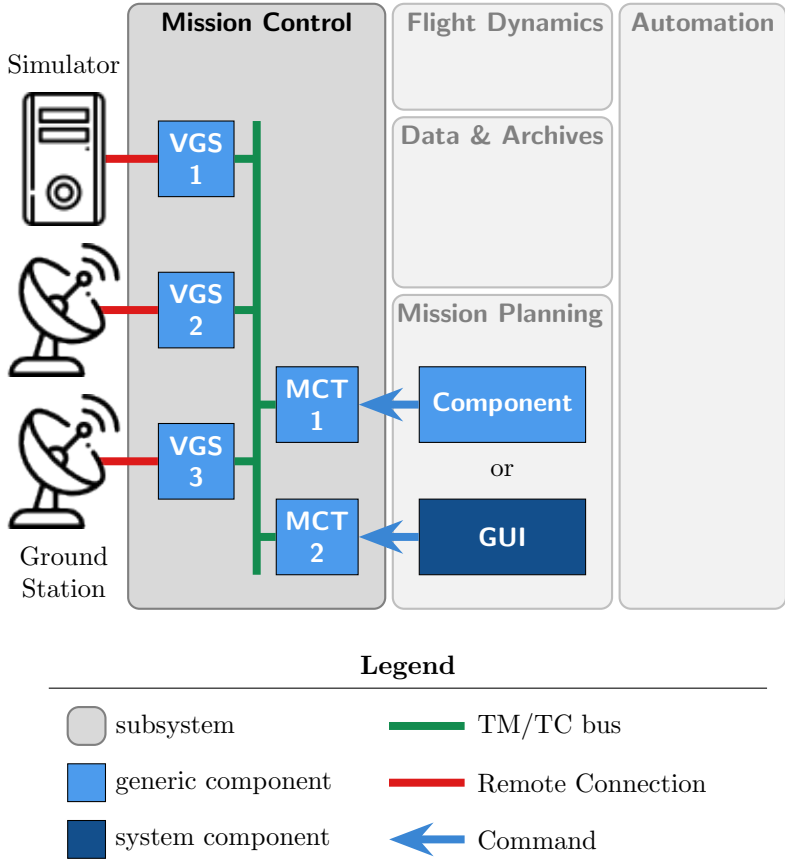 Mission Control
Flight Dynamics
Automation
Simulator
VGS
1
Data & Archives
VGS
2
Mission Planning
MCT
1
Component
VGS
3
or
MCT
2
GUI
Ground
Station
Legend
subsystem
TM/TC bus
generic component
Remote Connection
system component
Command